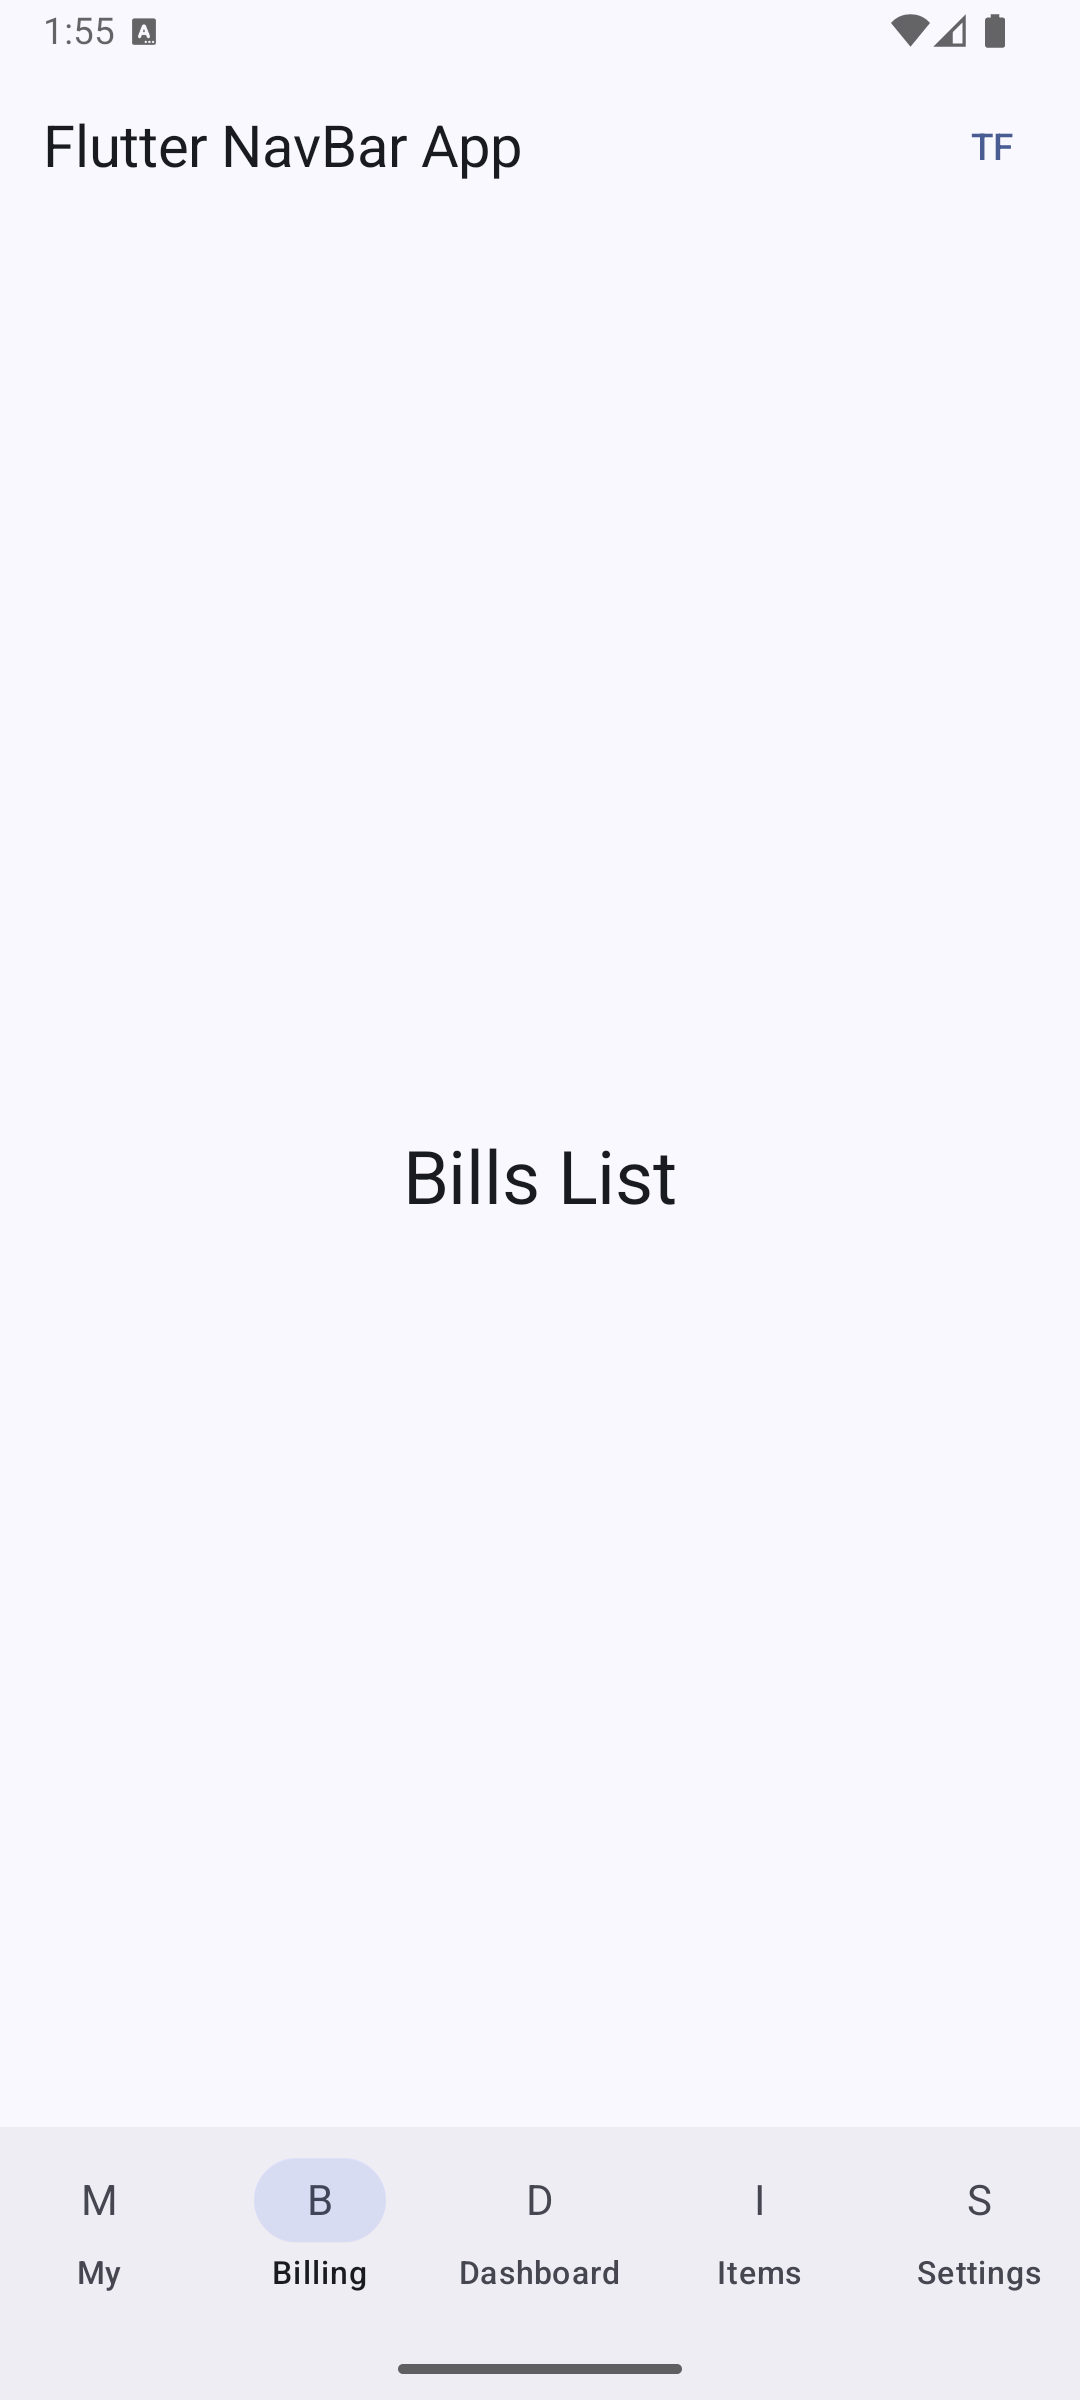 1:55
Flutter NavBar App
TF
Bills List
M
B
D
I
S
My
Billing
Dashboard
Items
Settings